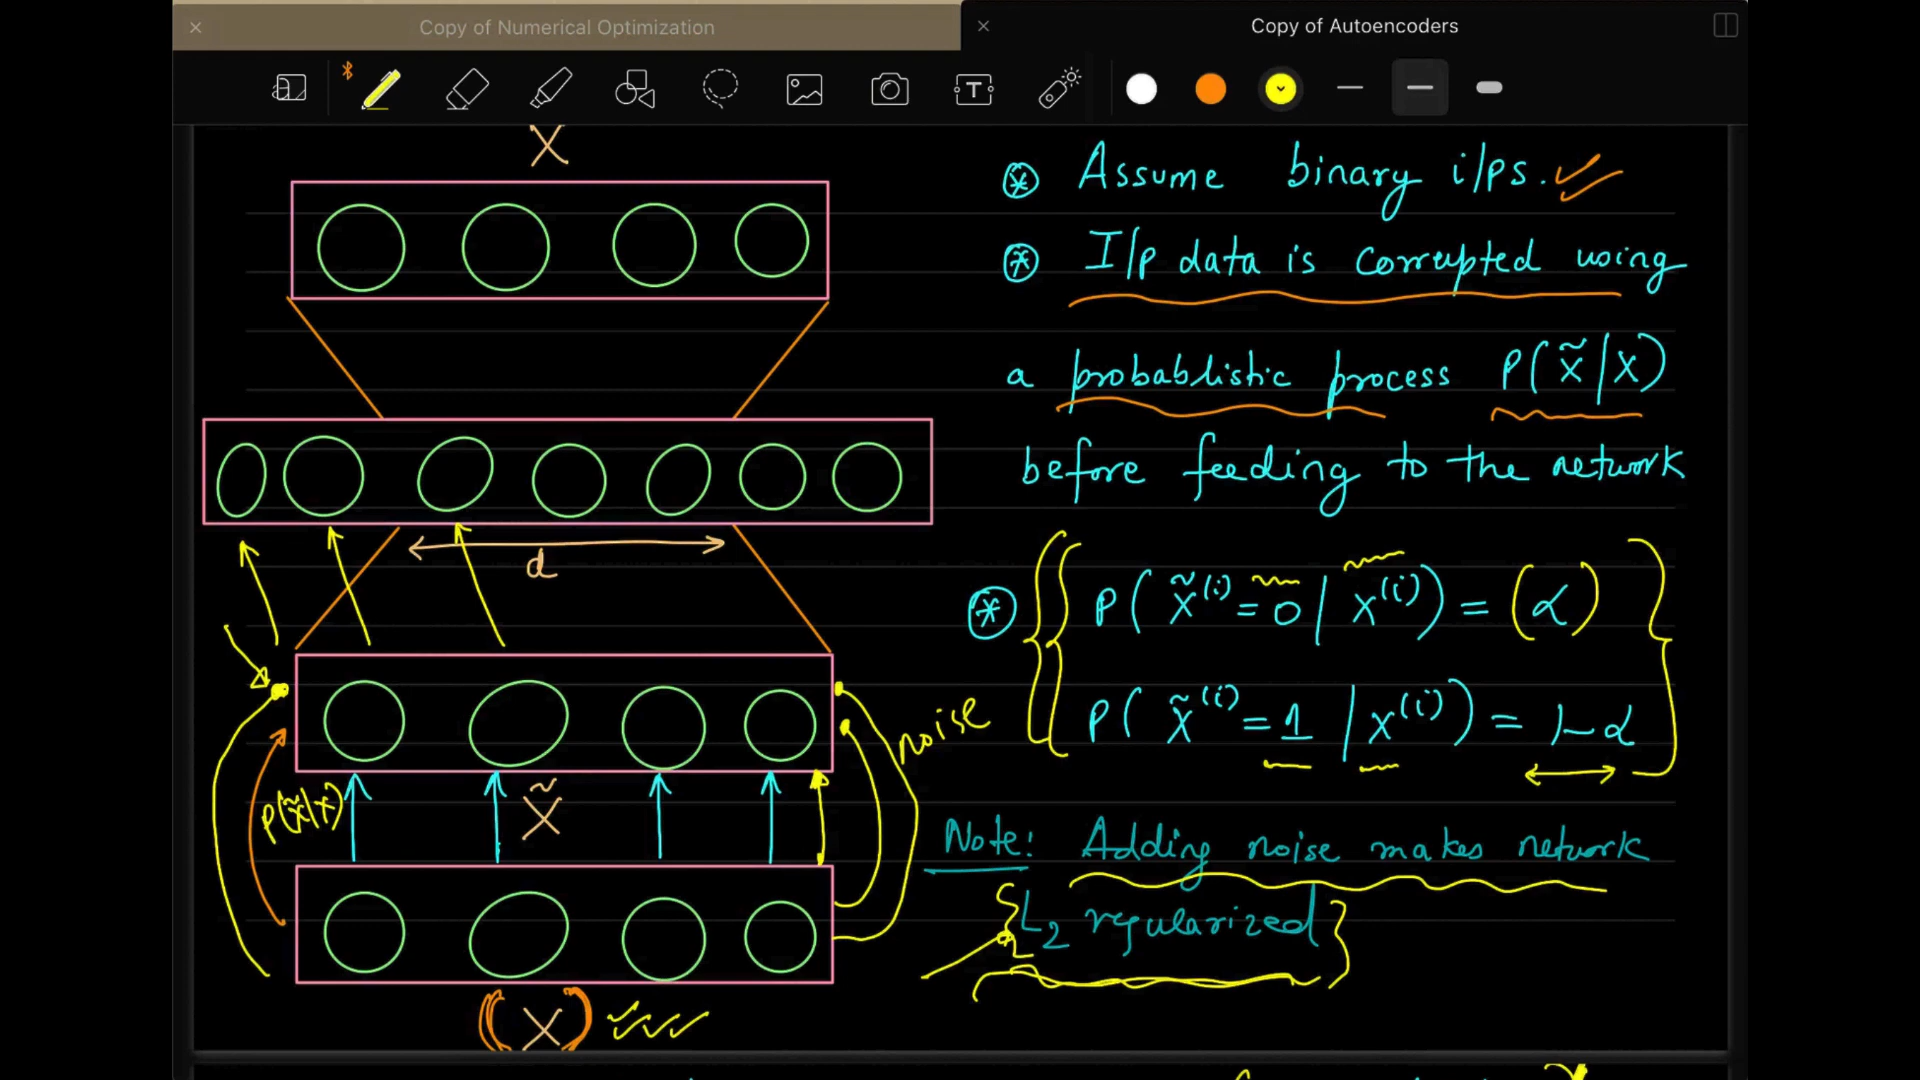 Copy of Numerical Optimization
Copy of Autoencoders
X
⊛ Assume binary i/ps.
⊛ I/p data is corrupted using
a probablistic process P(x̃|x)
before feeding to the network
d
⊛ P(x̃⁽ⁱ⁾=0|x⁽ⁱ⁾) = (α)
P(x̃⁽ⁱ⁾=1|x⁽ⁱ⁾) = 1-α
noise
P(x̃|x)
X̃
Note: Adding noise makes network
L₂ regularized
(X)